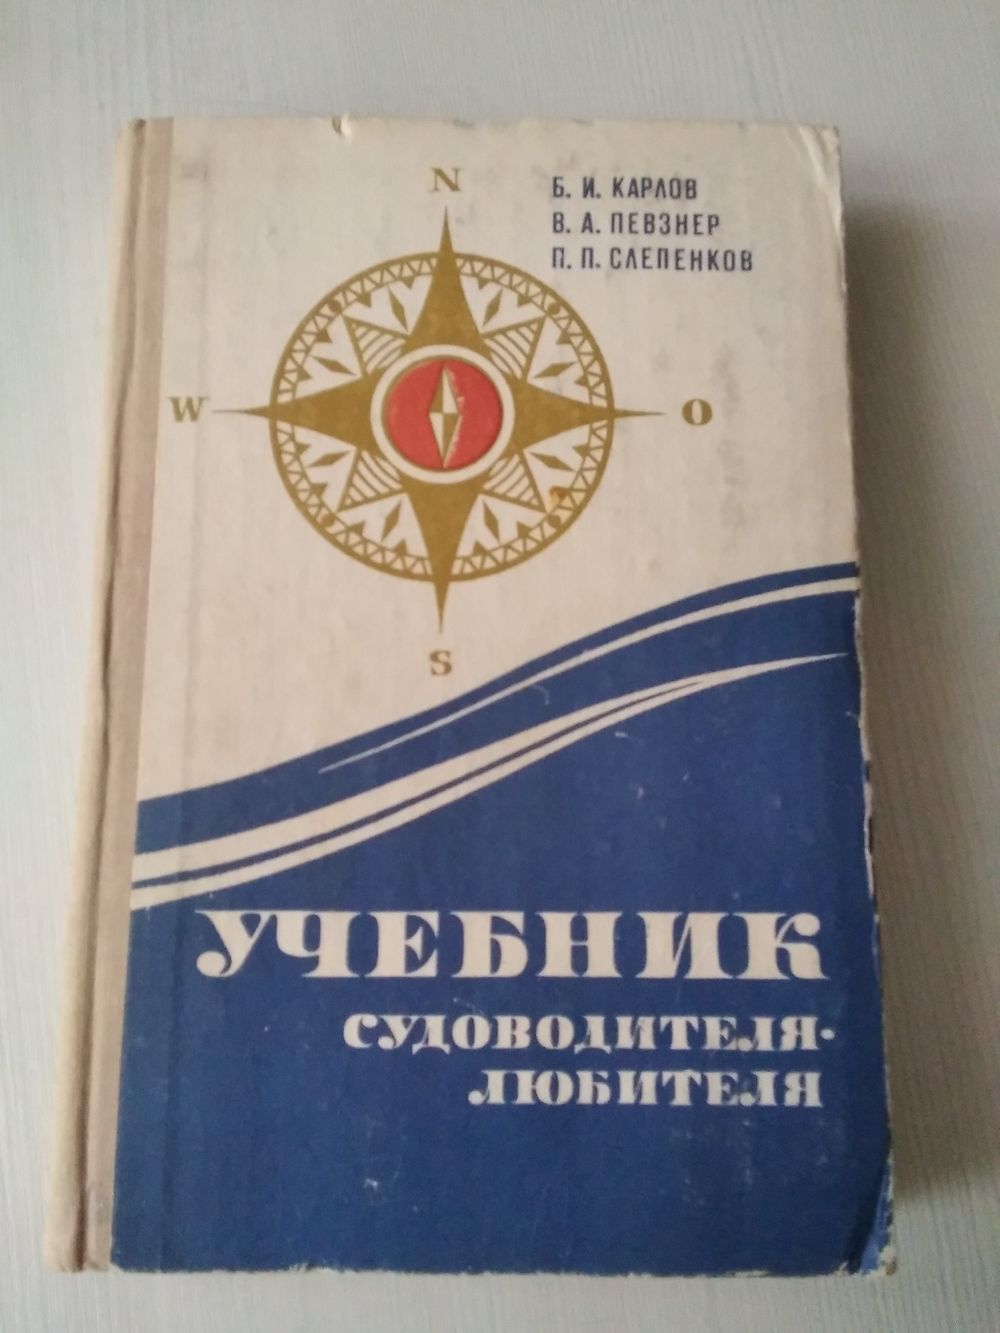 N
Б. И. КАРЛОВ
В. А. ПЕВЗНЕР
П. П. СЛЕПЕНКОВ
W
O
S
УЧЕБНИК
СУДОВОДИТЕЛЯ-
ЛЮБИТЕЛЯ